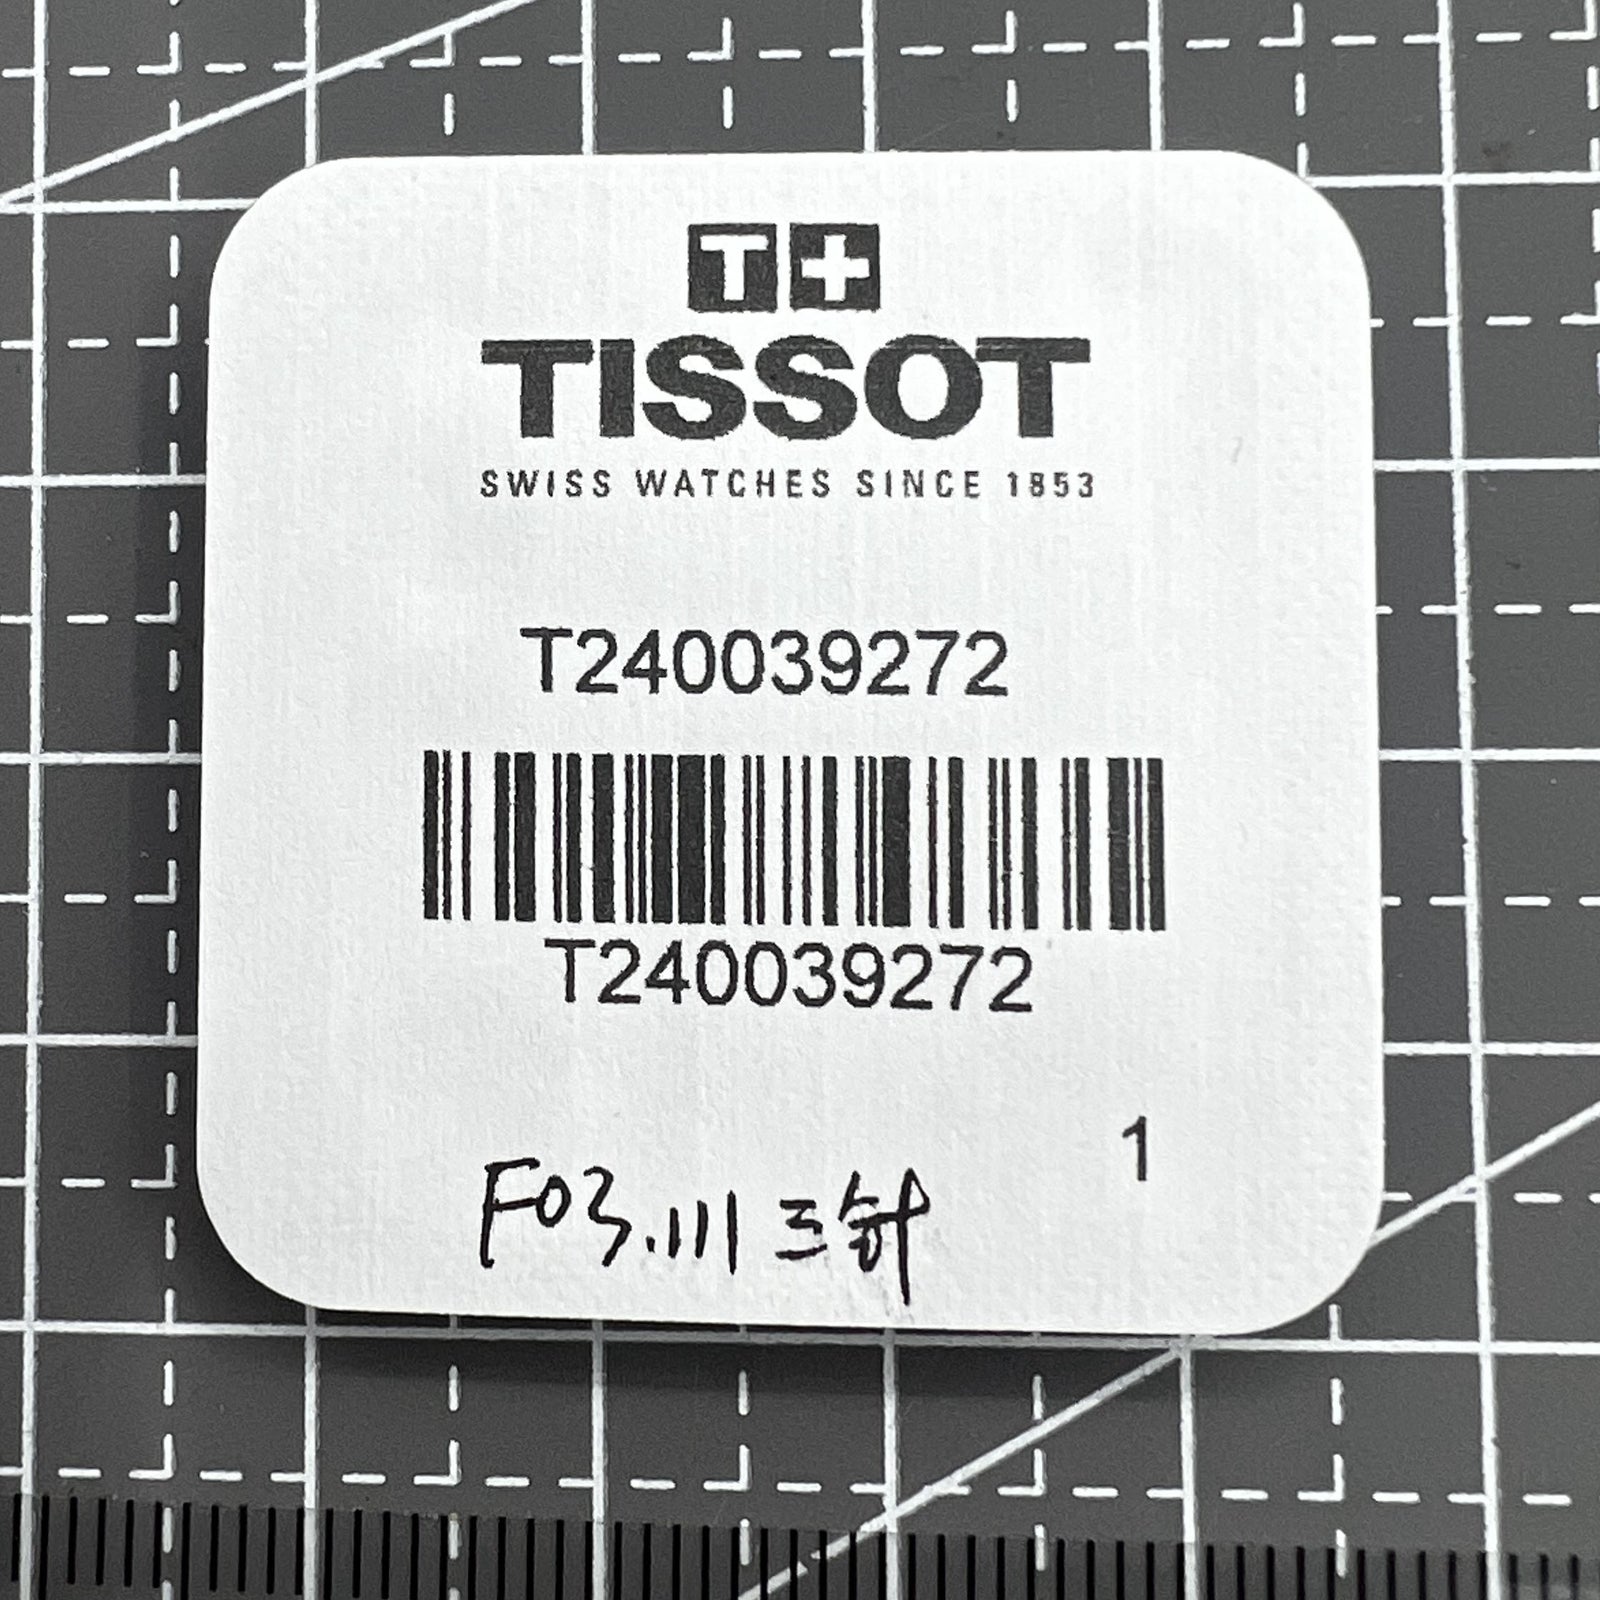 T+
TISSOT
SWISS WATCHES SINCE 1853
T240039272
T240039272
1
F03.111 三针